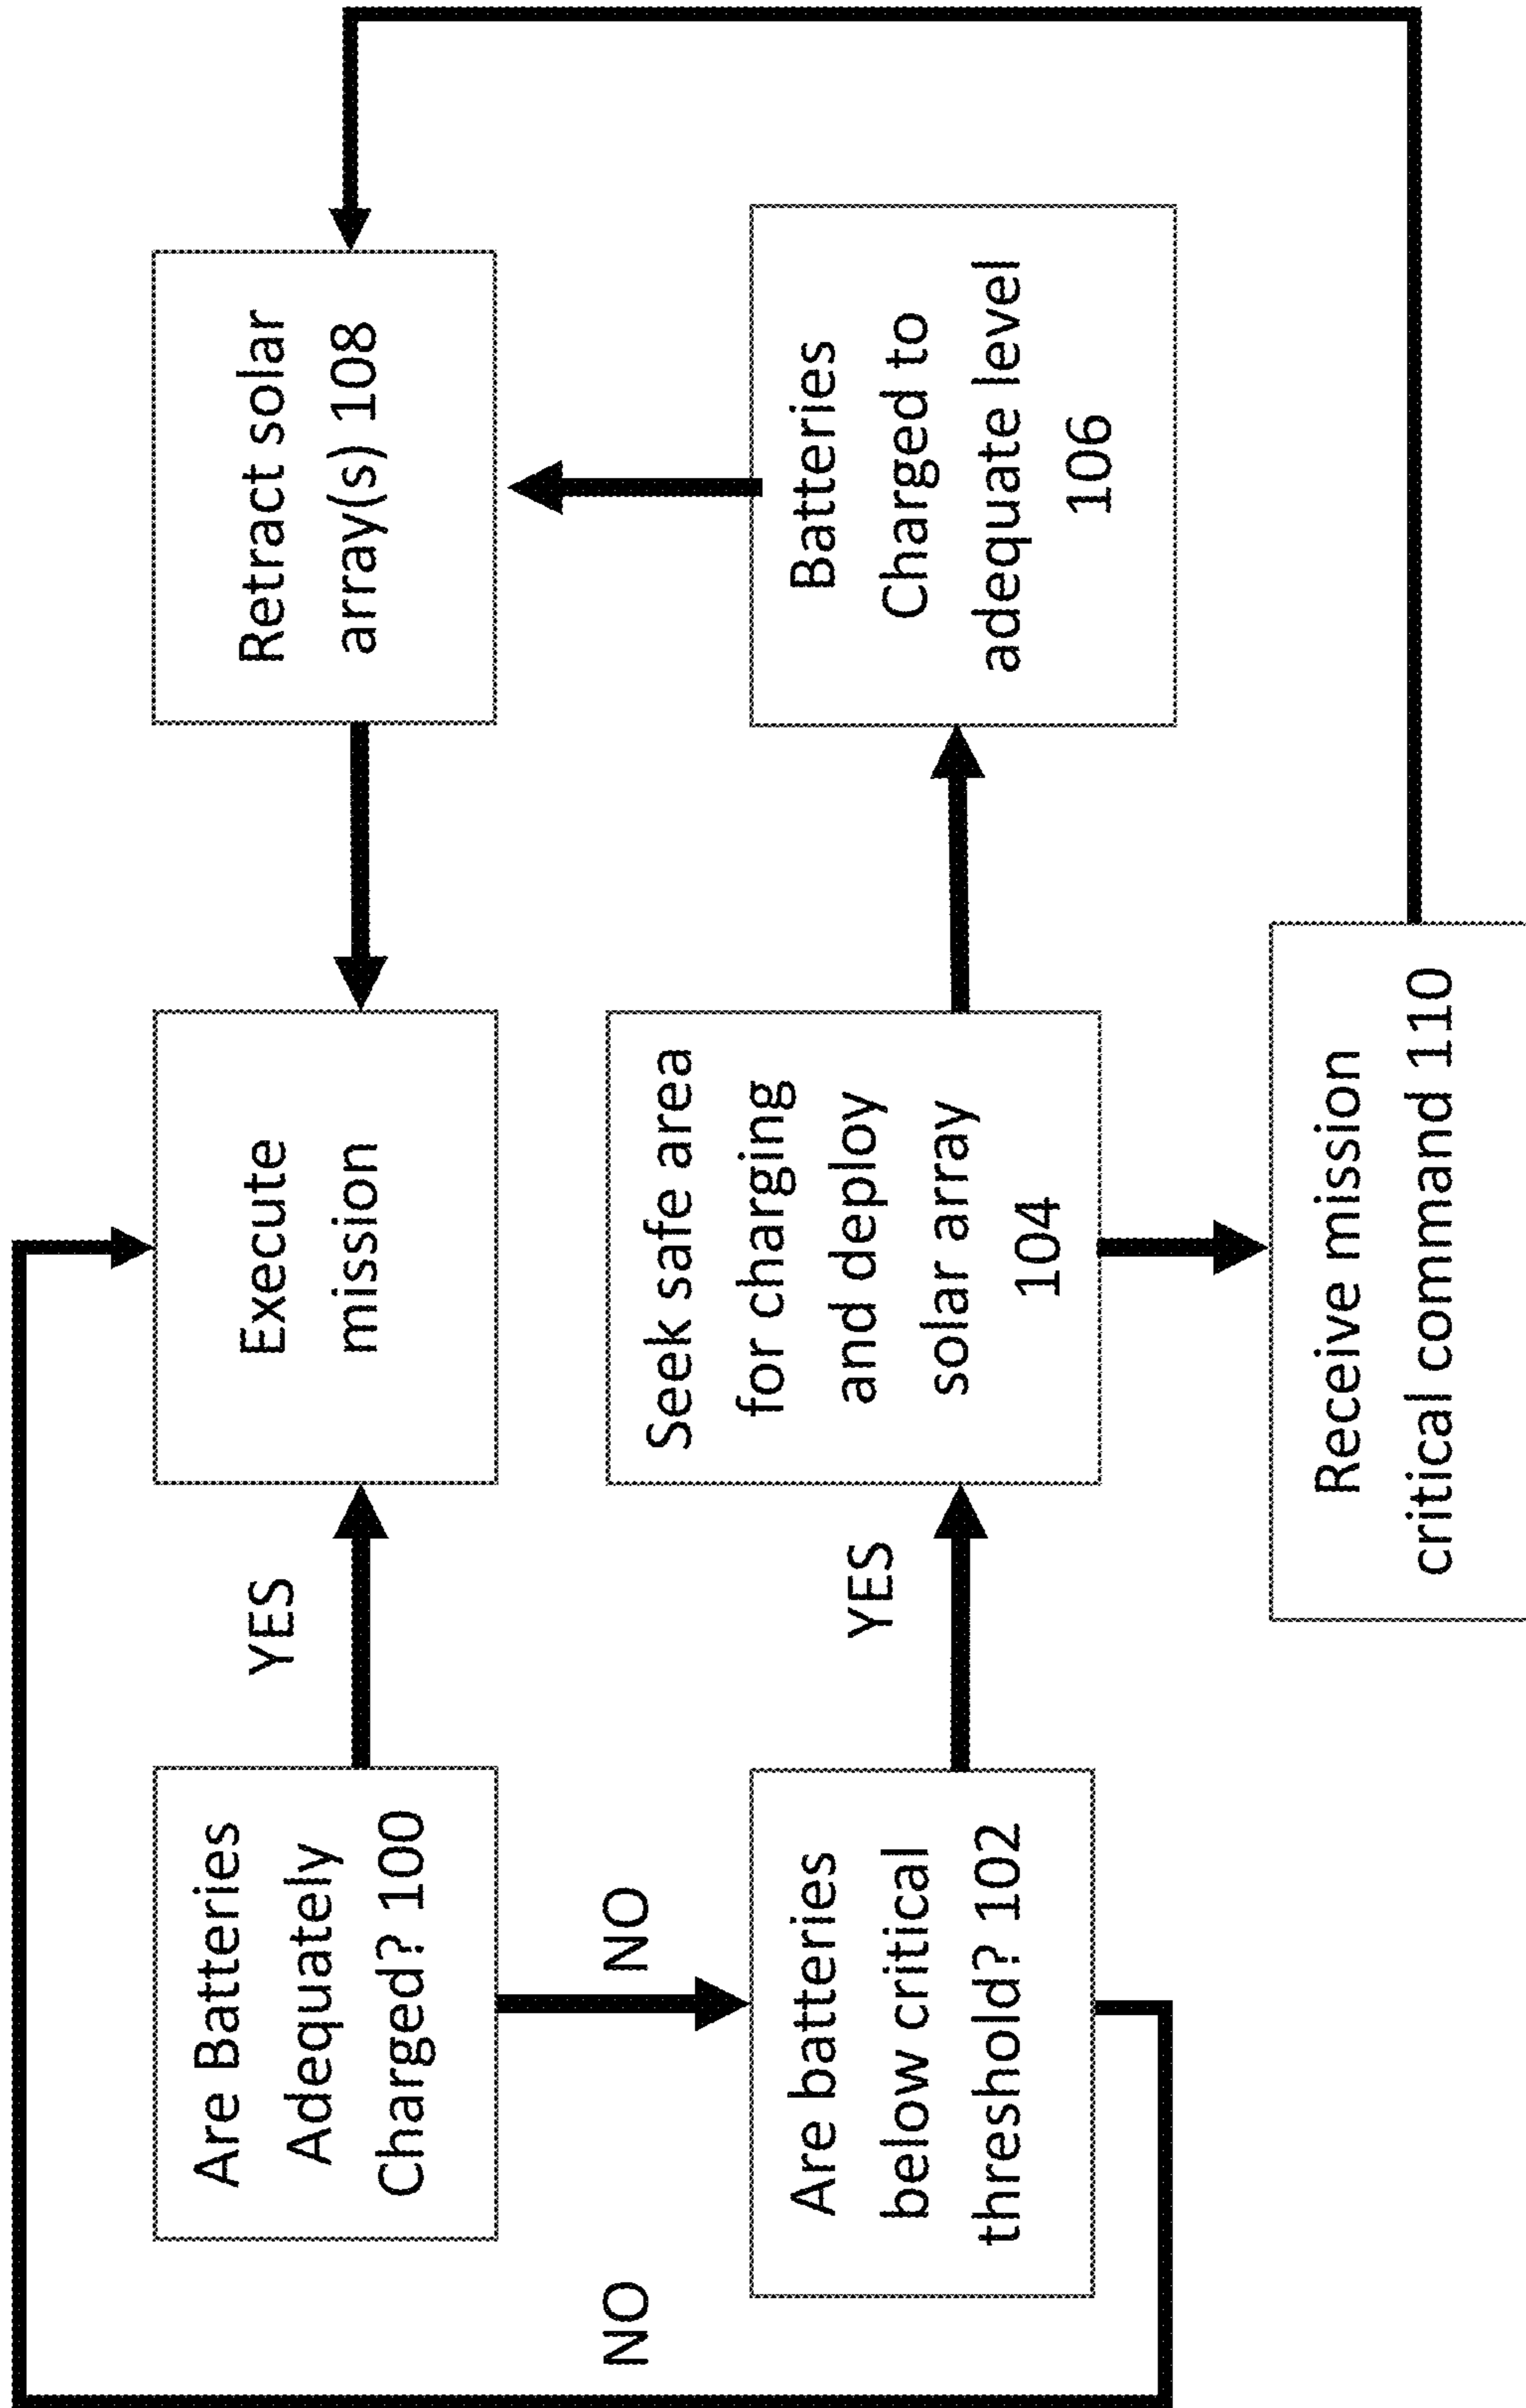 Are Batteries
Adequately
Charged? 100
YES
Execute
mission
Retract solar
array(s) 108
NO
NO
Are batteries
below critical
threshold? 102
YES
Seek safe area
for charging
and deploy
solar array
104
Batteries
Charged to
adequate level
106
Receive mission
critical command 110